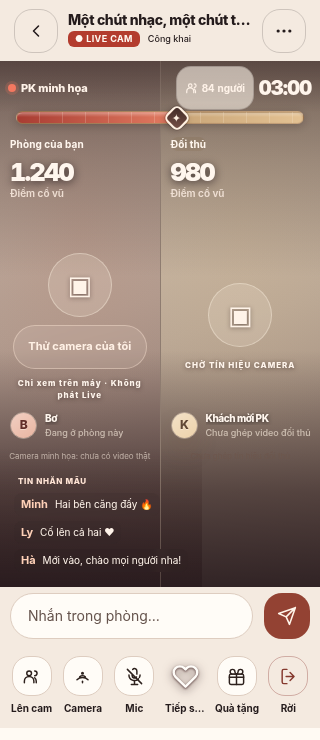 Một chút nhạc, một chút t...
LIVE CAM
Công khai
PK minh họa
84 người
03:00
Phòng của bạn
Đối thủ
1.240
980
Điểm cổ vũ
Điểm cổ vũ
Thử camera của tôi
Chỉ xem trên máy · Không
phát Live
CHỜ TÍN HIỆU CAMERA
B
Bơ
Đang ở phòng này
K
Khách mời PK
Chưa ghép video đối thủ
Camera minh họa: chưa có video thật
TIN NHẮN MẪU
Minh Hai bên căng đấy 🔥
Ly Cố lên cả hai ♥
Hà Mới vào, chào mọi người nha!
Nhắn trong phòng...
Lên cam
Camera
Mic
Tiếp s...
Quà tặng
Rời